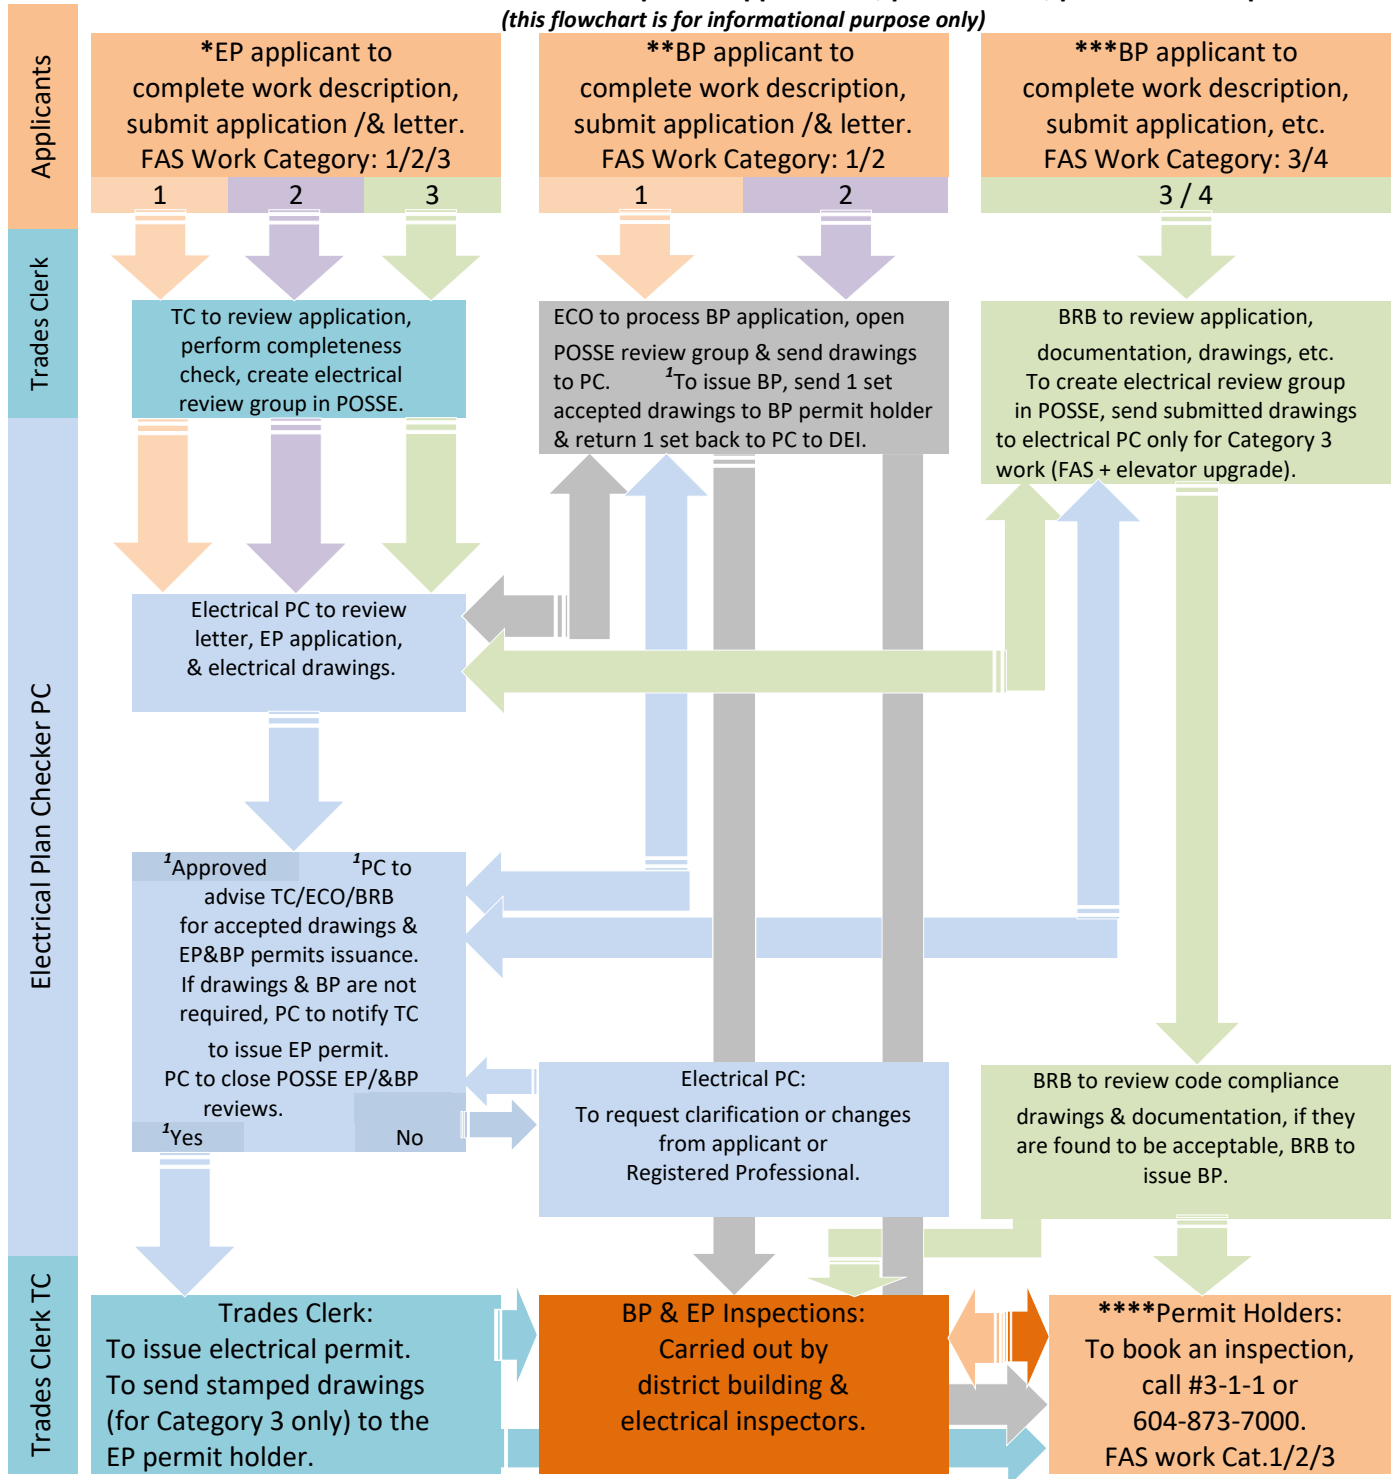 (this flowchart is for informational purpose only)
Applicants
*EP applicant to
complete work description,
submit application /& letter.
FAS Work Category: 1/2/3
1
2
3
**BP applicant to
complete work description,
submit application /& letter.
FAS Work Category: 1/2
1
2
***BP applicant to
complete work description,
submit application, etc.
FAS Work Category: 3/4
3 / 4
Trades Clerk
TC to review application,
perform completeness
check, create electrical
review group in POSSE.
ECO to process BP application, open
POSSE review group & send drawings
to PC. ¹To issue BP, send 1 set
accepted drawings to BP permit holder
& return 1 set back to PC to DEI.
BRB to review application,
documentation, drawings, etc.
To create electrical review group
in POSSE, send submitted drawings
to electrical PC only for Category 3
work (FAS + elevator upgrade).
Electrical Plan Checker PC
Electrical PC to review
letter, EP application,
& electrical drawings.
¹Approved ¹PC to
advise TC/ECO/BRB
for accepted drawings &
EP&BP permits issuance.
If drawings & BP are not
required, PC to notify TC
to issue EP permit.
PC to close POSSE EP/&BP
reviews.
¹Yes No
Electrical PC:
To request clarification or changes
from applicant or
Registered Professional.
BRB to review code compliance
drawings & documentation, if they
are found to be acceptable, BRB to
issue BP.
Trades Clerk TC
Trades Clerk:
To issue electrical permit.
To send stamped drawings
(for Category 3 only) to the
EP permit holder.
BP & EP Inspections:
Carried out by
district building &
electrical inspectors.
****Permit Holders:
To book an inspection,
call #3-1-1 or
604-873-7000.
FAS work Cat.1/2/3